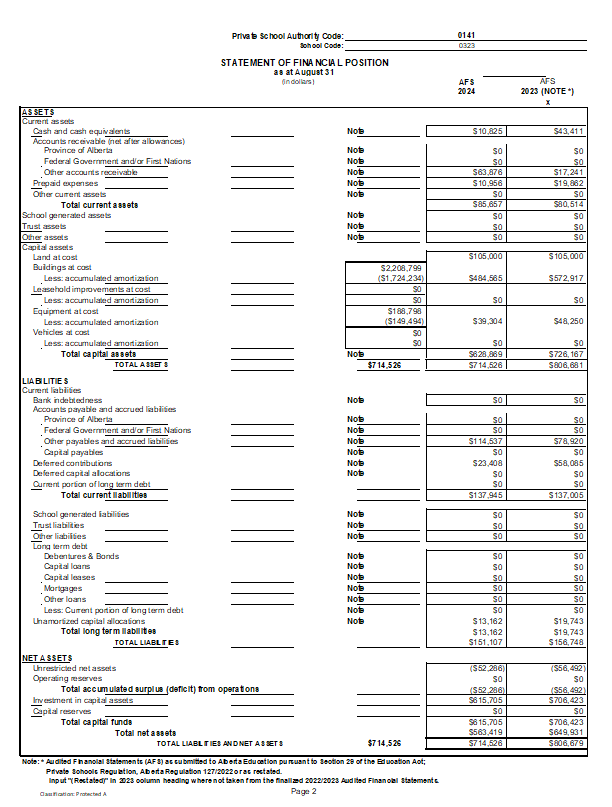 Private School Authority Code: 0141
School Code: 0323
STATEMENT OF FINANCIAL POSITION
as at August 31
(in dollars)
AFS AFS
2024 2023 (NOTE *)
x
ASSETS
Current assets
Cash and cash equivalents Note $10,825 $43,411
Accounts receivable (net after allowances)
Province of Alberta Note $0 $0
Federal Government and/or First Nations Note $0 $0
Other accounts receivable Note $63,876 $17,241
Prepaid expenses Note $10,956 $19,862
Other current assets Note $0 $0
Total current assets $85,657 $80,514
School generated assets Note $0 $0
Trust assets Note $0 $0
Other assets Note $0 $0
Capital assets
Land at cost $105,000 $105,000
Buildings at cost $2,208,799
Less: accumulated amortization ($1,724,234) $484,565 $572,917
Leasehold improvements at cost $0
Less: accumulated amortization $0 $0 $0
Equipment at cost $188,798
Less: accumulated amortization ($149,494) $39,304 $48,250
Vehicles at cost $0
Less: accumulated amortization $0 $0 $0
Total capital assets Note $628,869 $726,167
TOTAL ASSETS $714,526 $714,526 $806,681
LIABILITIES
Current liabilities
Bank indebtedness Note $0 $0
Accounts payable and accrued liabilities
Province of Alberta Note $0 $0
Federal Government and/or First Nations Note $0 $0
Other payables and accrued liabilities Note $114,537 $78,920
Capital payables Note $0 $0
Deferred contributions Note $23,408 $58,085
Deferred capital allocations Note $0 $0
Current portion of long term debt $0 $0
Total current liabilities $137,945 $137,005
School generated liabilities Note $0 $0
Trust liabilities Note $0 $0
Other liabilities Note $0 $0
Long term debt
Debentures & Bonds Note $0 $0
Capital loans Note $0 $0
Capital leases Note $0 $0
Mortgages Note $0 $0
Other loans Note $0 $0
Less: Current portion of long term debt $0 $0
Unamortized capital allocations Note $13,162 $19,743
Total long term liabilities $13,162 $19,743
TOTAL LIABILITIES $151,107 $156,748
NET ASSETS
Unrestricted net assets ($52,286) ($56,492)
Operating reserves $0 $0
Total accumulated surplus (deficit) from operations ($52,286) ($56,492)
Investment in capital assets $615,705 $706,423
Capital reserves $0 $0
Total capital funds $615,705 $706,423
Total net assets $563,419 $649,931
TOTAL LIABILITIES AND NET ASSETS $714,526 $714,526 $806,679
Note: * Audited Financial Statements (AFS) as submitted to Alberta Education pursuant to Section 29 of the Education Act;
Private Schools Regulation, Alberta Regulation 127/2022 or as restated.
Input "(Restated)" in 2023 column heading where not taken from the finalized 2022/2023 Audited Financial Statements.
Page 2
Classification: Protected A